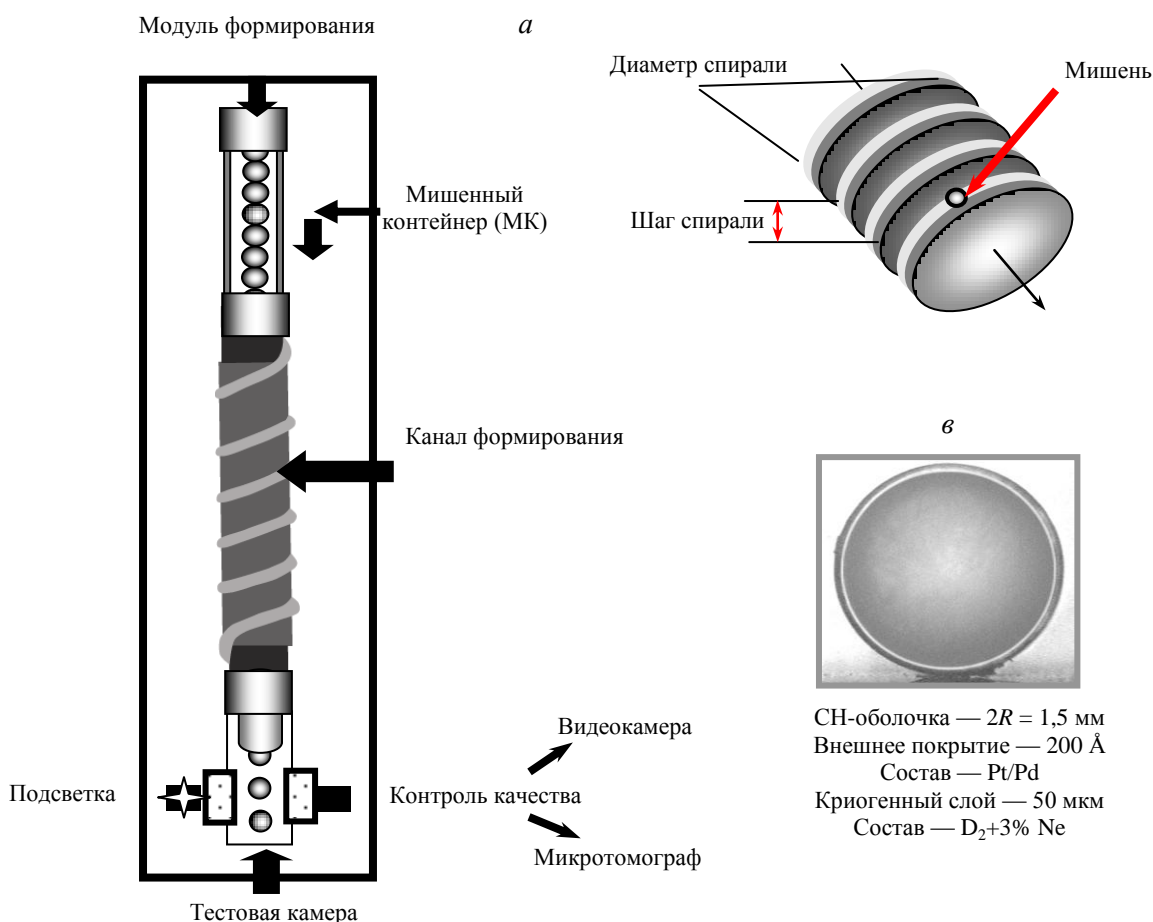 Модуль формирования
а
Диаметр спирали
Мишень
Мишенный
контейнер (МК)
Шаг спирали
Канал формирования
в
Видеокамера
Подсветка
Контроль качества
Микротомограф
Тестовая камера
СН-оболочка — 2R = 1,5 мм
Внешнее покрытие — 200 Å
Состав — Pt/Pd
Криогенный слой — 50 мкм
Состав — D₂+3% Ne